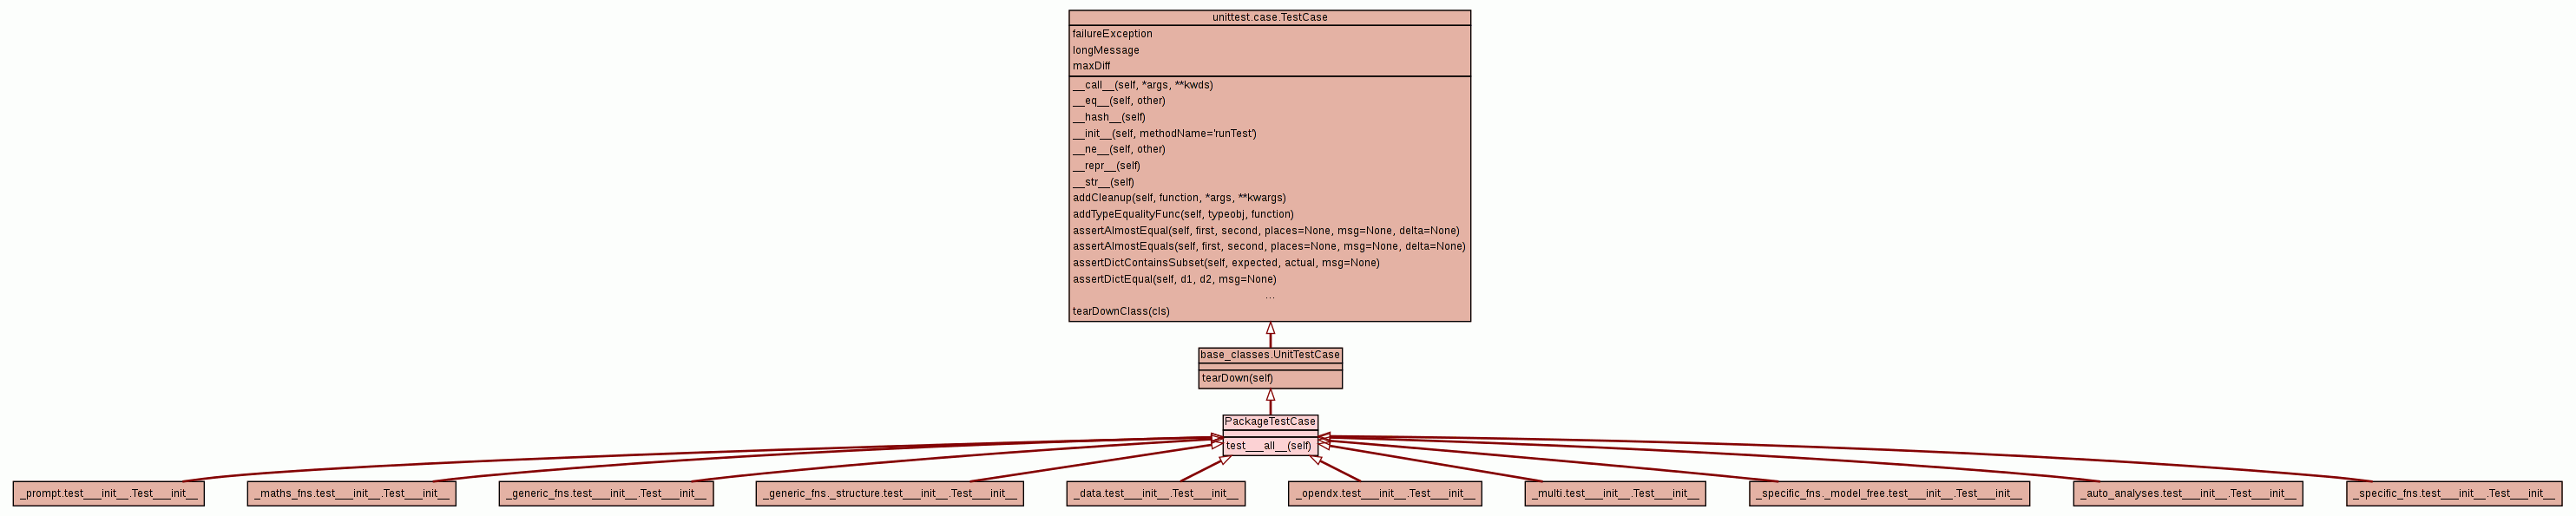 unittest.case.TestCase
failureException
longMessage
maxDiff
__call__(self, *args, **kwds)
__eq__(self, other)
__hash__(self)
__init__(self, methodName='runTest')
__ne__(self, other)
__repr__(self)
__str__(self)
addCleanup(self, function, *args, **kwargs)
addTypeEqualityFunc(self, typeobj, function)
assertAlmostEqual(self, first, second, places=None, msg=None, delta=None)
assertAlmostEquals(self, first, second, places=None, msg=None, delta=None)
assertDictContainsSubset(self, expected, actual, msg=None)
assertDictEqual(self, d1, d2, msg=None)
...
tearDownClass(cls)
base_classes.UnitTestCase
tearDown(self)
PackageTestCase
test___all__(self)
_prompt.test___init__.Test___init__
_maths_fns.test___init__.Test___init__
_generic_fns.test___init__.Test___init__
_generic_fns._structure.test___init__.Test___init__
_data.test___init__.Test___init__
_opendx.test___init__.Test___init__
_multi.test___init__.Test___init__
_specific_fns._model_free.test___init__.Test___init__
_auto_analyses.test___init__.Test___init__
_specific_fns.test___init__.Test___init__